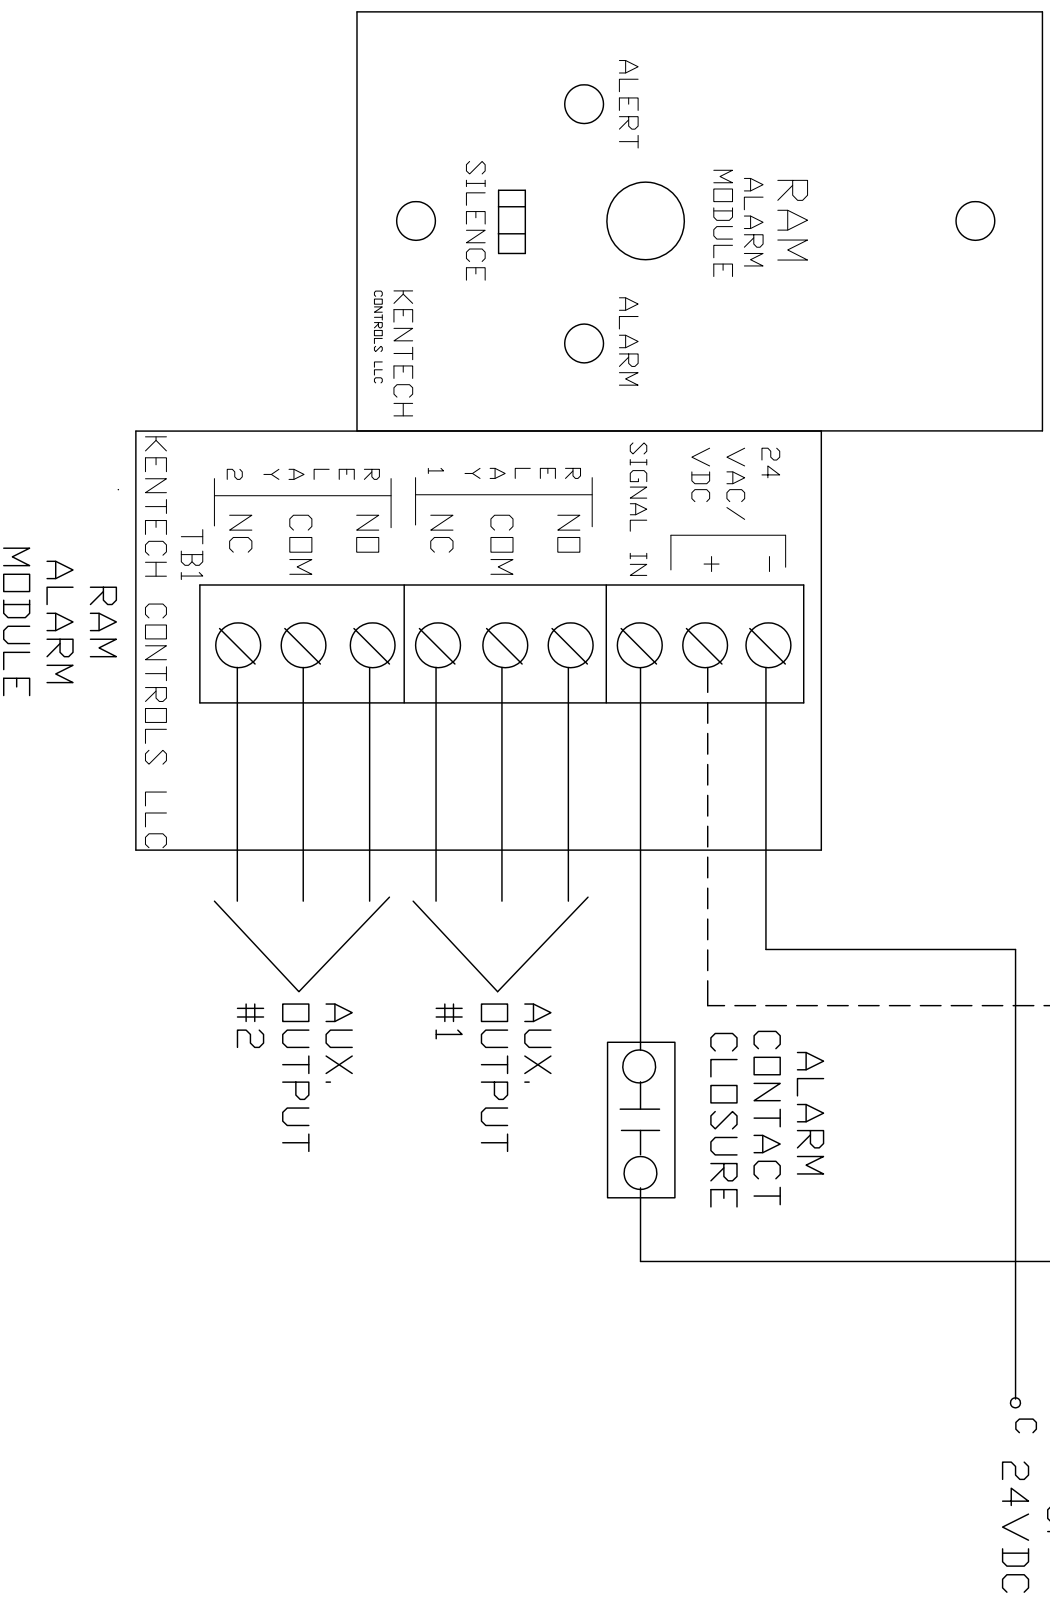 ALERT
RAM
ALARM
MODULE
ALARM
SILENCE
KENTECH
CONTROLS LLC
24
VAC/
VDC
-
+
SIGNAL IN
RELAY 1
NO
COM
NC
RELAY 2
NO
COM
NC
TB1
KENTECH CONTROLS LLC
ALARM
CONTACT
CLOSURE
AUX.
OUTPUT
#1
AUX.
OUTPUT
#2
C
24VDC
RAM
ALARM
MODULE